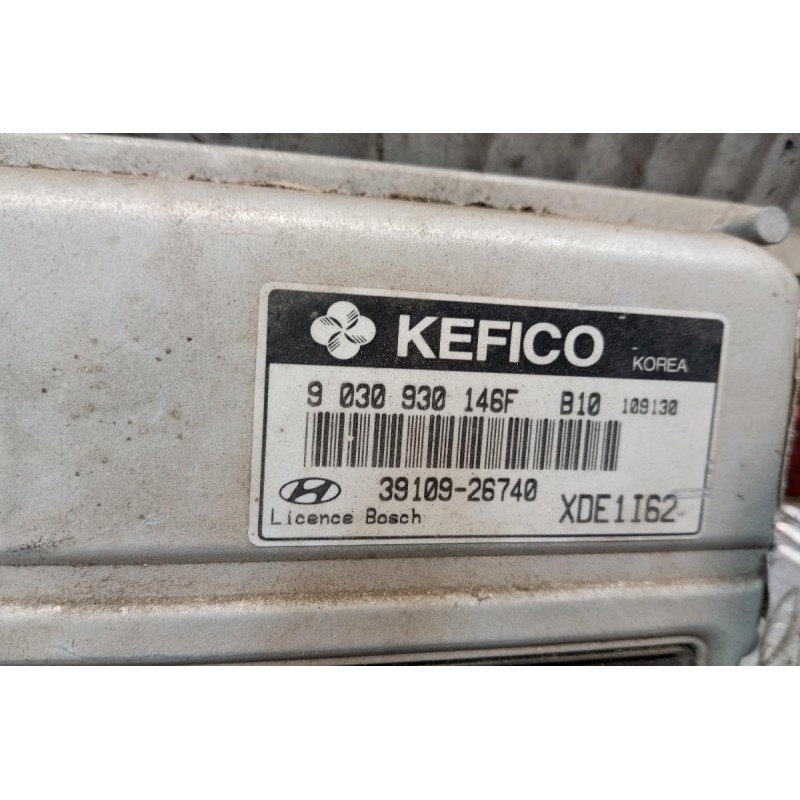 KEFICO KOREA
9 030 930 146F B10 109130
39109-26740
Licence Bosch XDE1I62